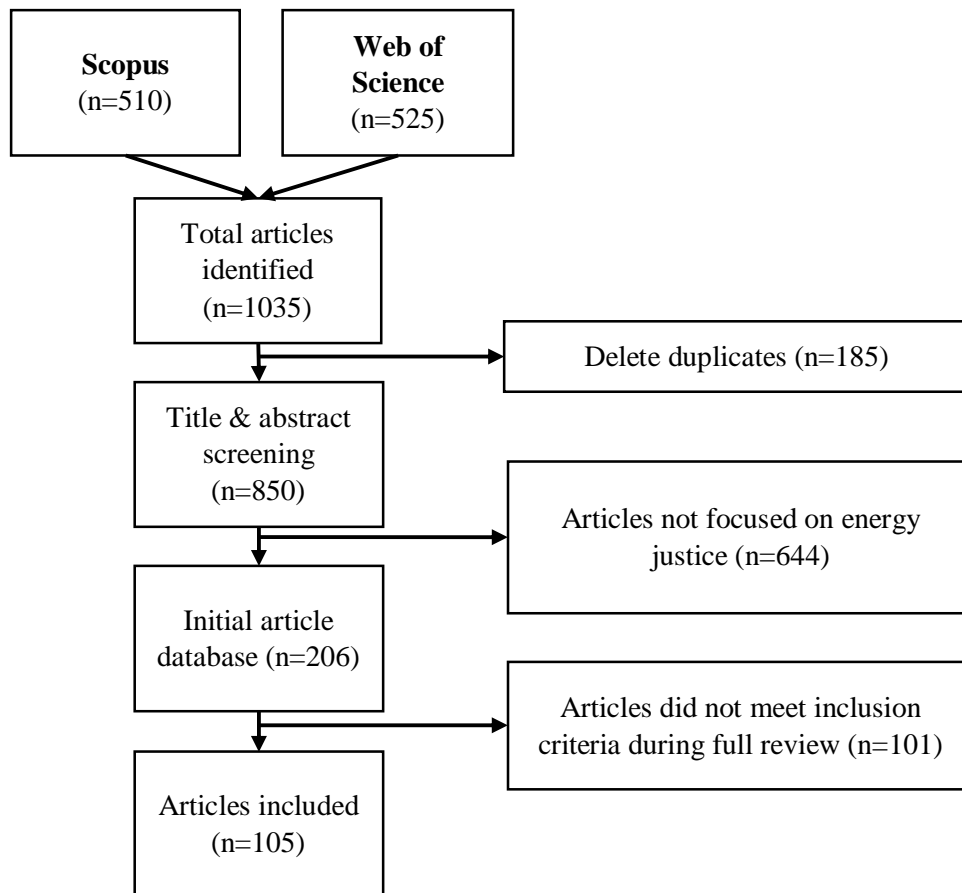 Scopus
(n=510)
Web of
Science
(n=525)
Total articles
identified
(n=1035)
Delete duplicates (n=185)
Title & abstract
screening
(n=850)
Articles not focused on energy
justice (n=644)
Initial article
database (n=206)
Articles did not meet inclusion
criteria during full review (n=101)
Articles included
(n=105)